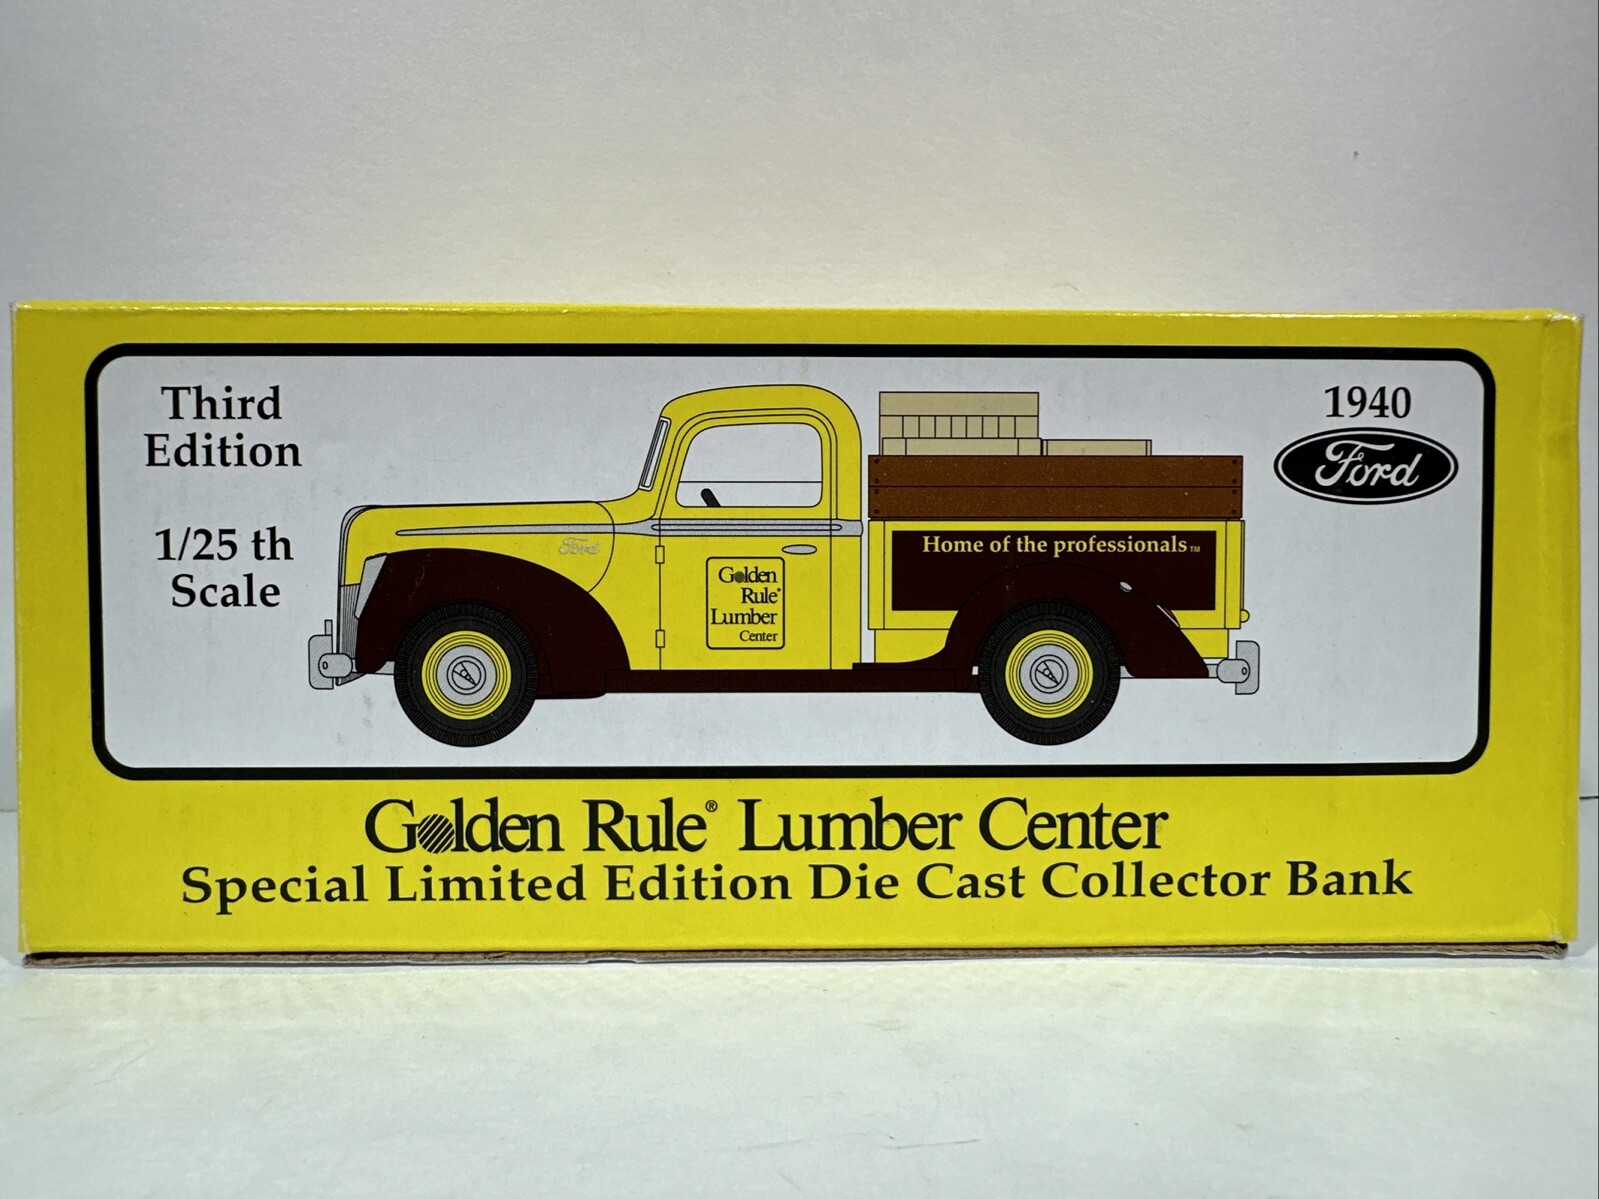 Third
Edition
1/25 th
Scale
1940
Ford
Ford
Home of the professionals™
Golden
Rule®
Lumber
Center
Golden Rule® Lumber Center
Special Limited Edition Die Cast Collector Bank